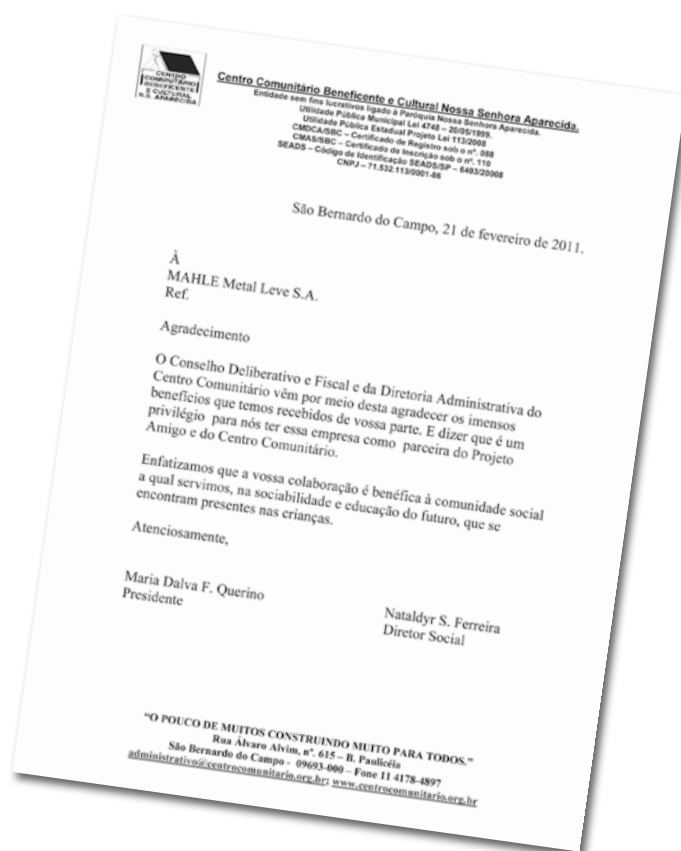 CENTRO
COMUNITÁRIO
BENEFICENTE
E CULTURAL
N.S. APARECIDA
Centro Comunitário Beneficente e Cultural Nossa Senhora Aparecida.
Entidade sem fins lucrativos ligado à Paróquia Nossa Senhora Aparecida.
Utilidade Pública Municipal Lei 4748 – 20/05/1999.
Utilidade Pública Estadual Projeto Lei 113/2008
CMDCA/SBC – Certificado de Registro sob o nº. 088
CMAS/SBC – Certificado de Inscrição sob o nº. 110
SEADS – Código de Identificação SEADS/SP – 6403/20008
CNPJ – 71.532.113/0001-86
São Bernardo do Campo, 21 de fevereiro de 2011.
À
MAHLE Metal Leve S.A.
Ref.
Agradecimento
O Conselho Deliberativo e Fiscal e da Diretoria Administrativa do
Centro Comunitário vêm por meio desta agradecer os imensos
benefícios que temos recebidos de vossa parte. E dizer que é um
privilégio para nós ter essa empresa como parceira do Projeto
Amigo e do Centro Comunitário.
Enfatizamos que a vossa colaboração é benéfica à comunidade social
a qual servimos, na sociabilidade e educação do futuro, que se
encontram presentes nas crianças.
Atenciosamente,
Maria Dalva F. Querino
Presidente
Nataldyr S. Ferreira
Diretor Social
“O POUCO DE MUITOS CONSTRUINDO MUITO PARA TODOS.”
Rua Álvaro Alvim, nº. 615 – B. Paulicéia
São Bernardo do Campo - 09693-000 – Fone 11 4178-4897
administrativo@centrocomunitario.org.br; www.centrocomunitario.org.br